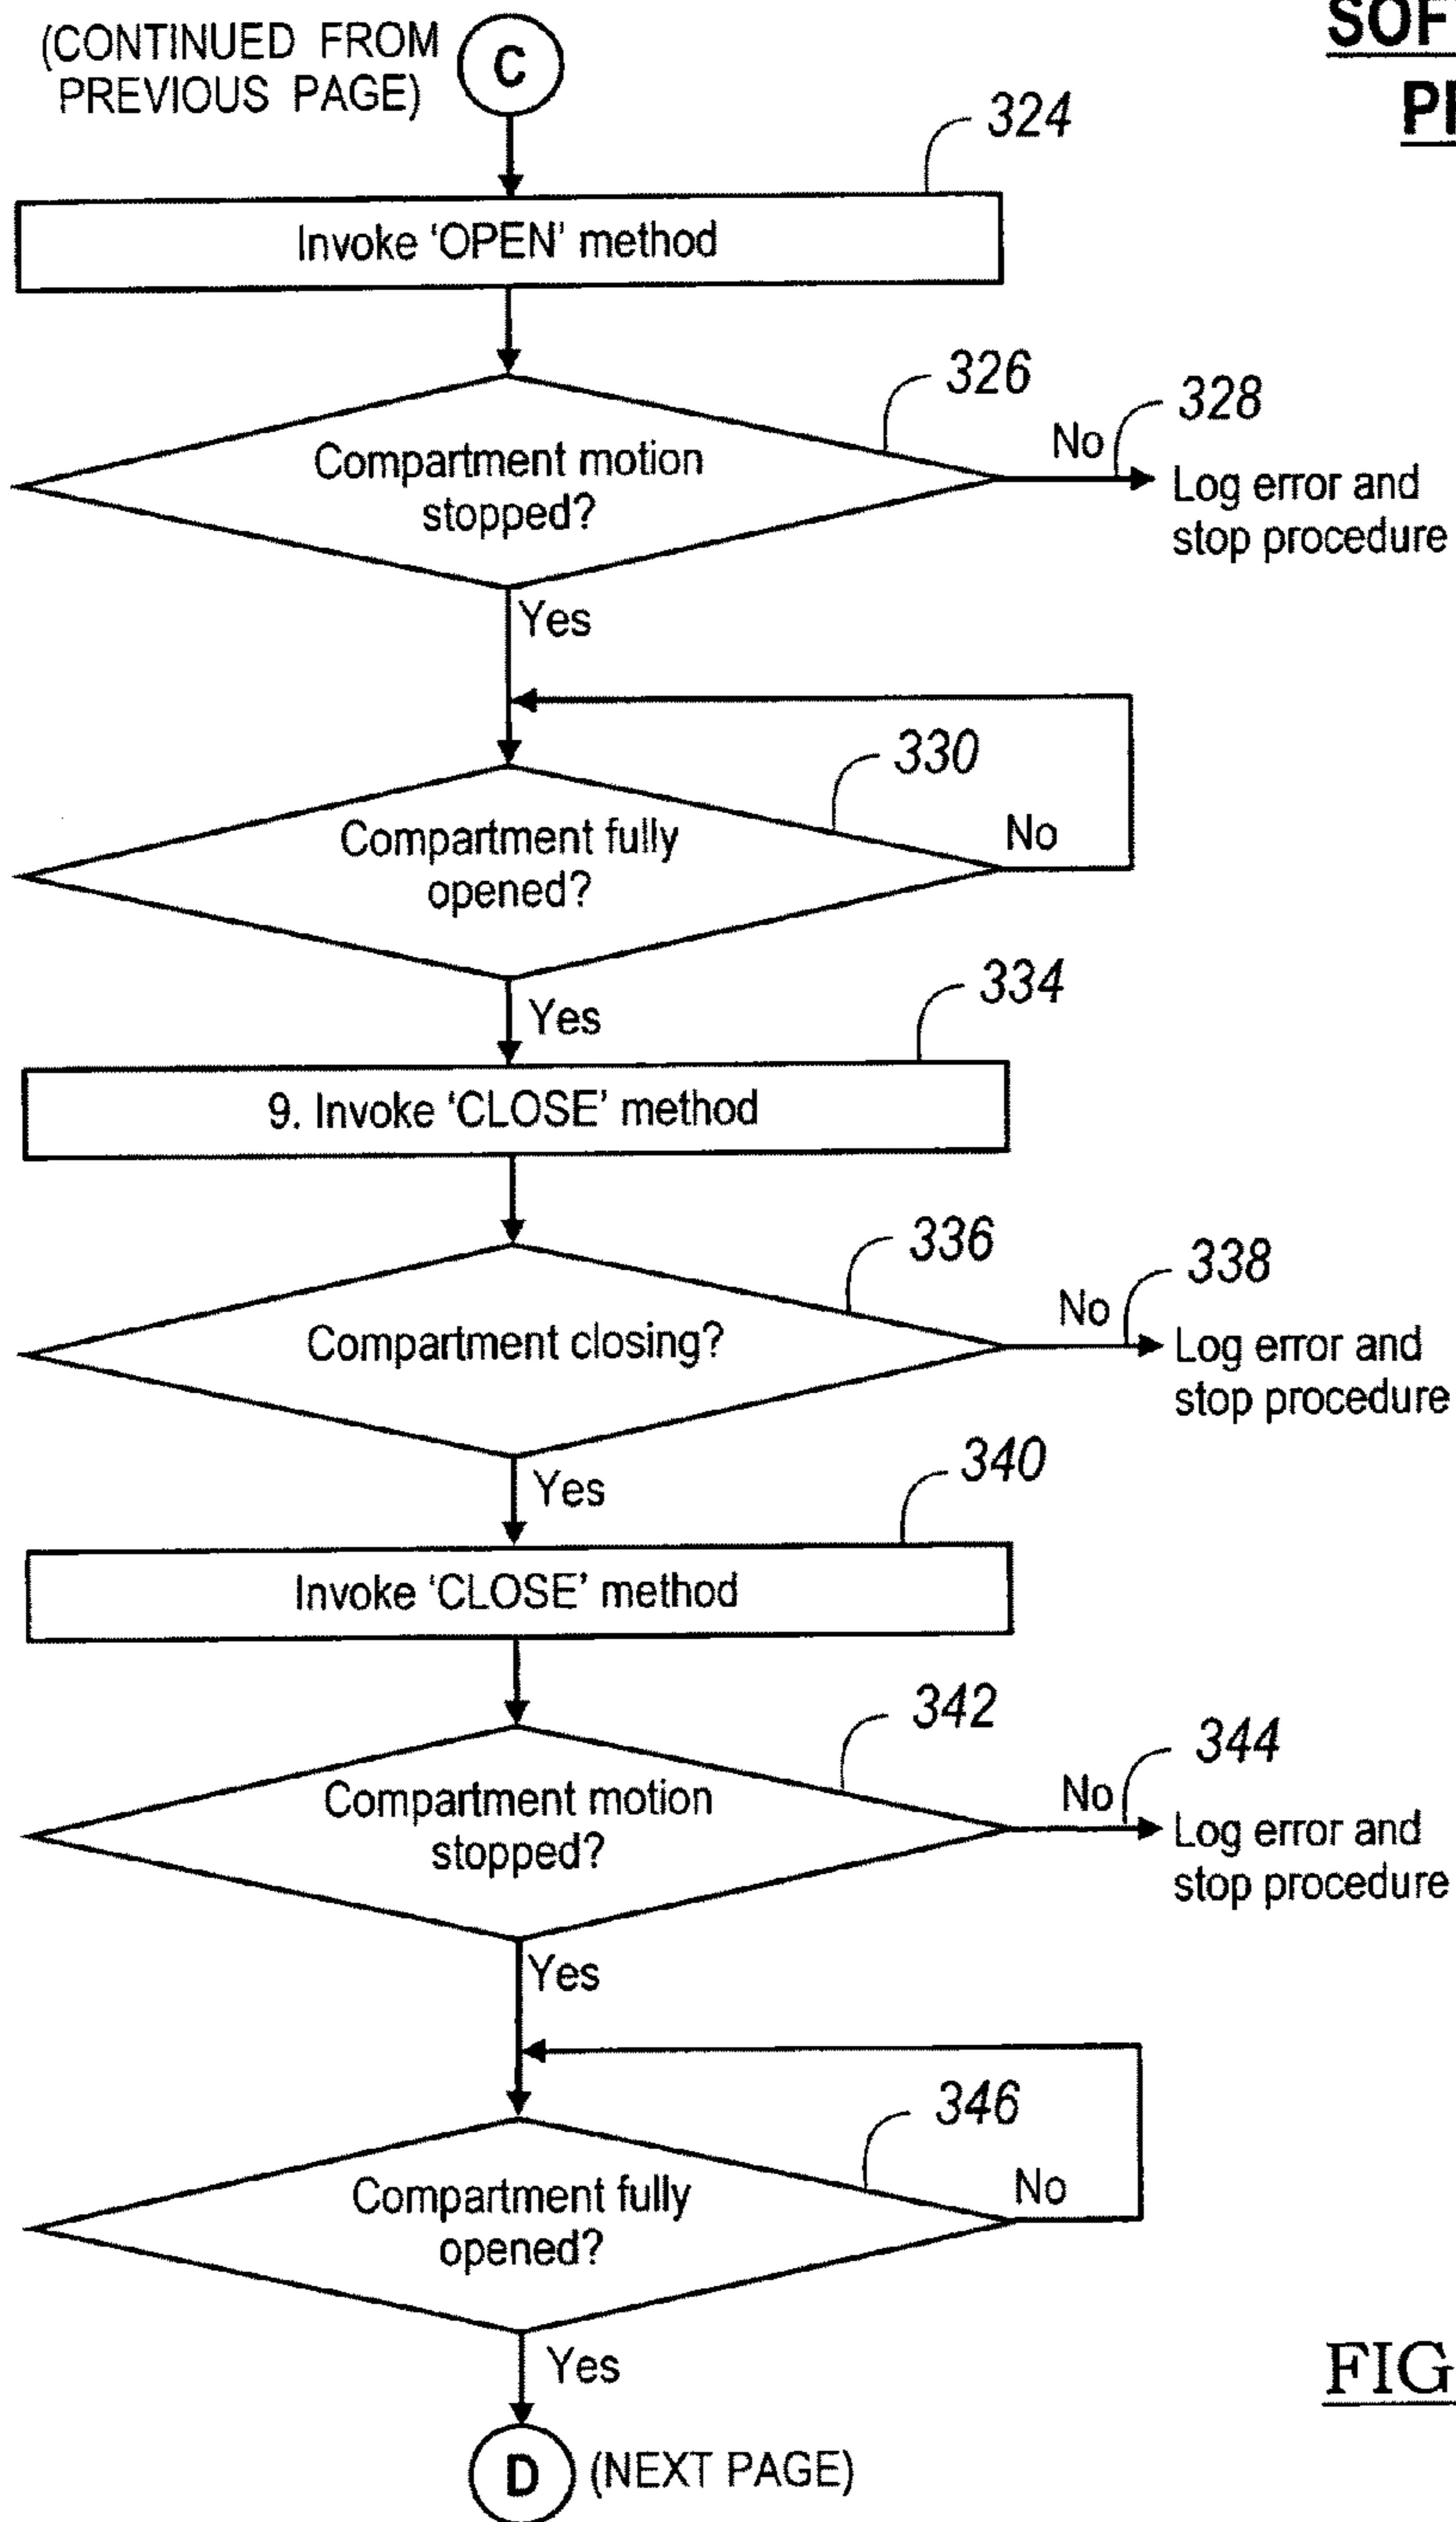 (CONTINUED FROM
PREVIOUS PAGE)
C
324
Invoke 'OPEN' method
326
Compartment motion
stopped?
No
328
Log error and
stop procedure
Yes
330
Compartment fully
opened?
No
Yes
334
9. Invoke 'CLOSE' method
336
Compartment closing?
No
338
Log error and
stop procedure
Yes
340
Invoke 'CLOSE' method
342
Compartment motion
stopped?
No
344
Log error and
stop procedure
Yes
346
Compartment fully
opened?
No
Yes
D
(NEXT PAGE)
FIG